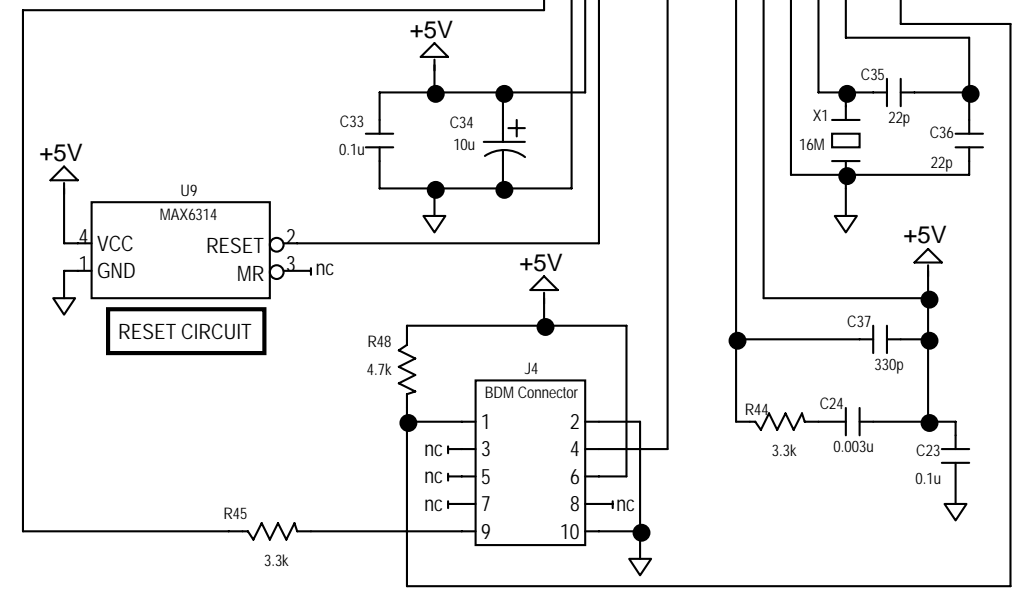 +5V
C33
0.1u
C34
10u
+
C35
22p
X1
16M
C36
22p
+5V
U9
MAX6314
4 VCC
RESET 2
1 GND
MR 3 nc
RESET CIRCUIT
+5V
R48
4.7k
J4
BDM Connector
1 2
nc 3 4
nc 5 6
nc 7 8 nc
9 10
R45
3.3k
+5V
C37
330p
R44
3.3k
C24
0.003u
C23
0.1u